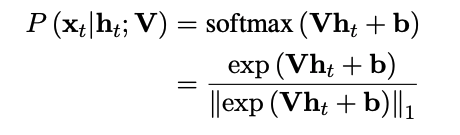 P (x_t|h_t; V) = softmax (Vh_t + b)
= exp (Vh_t + b) / ‖exp (Vh_t + b)‖_1